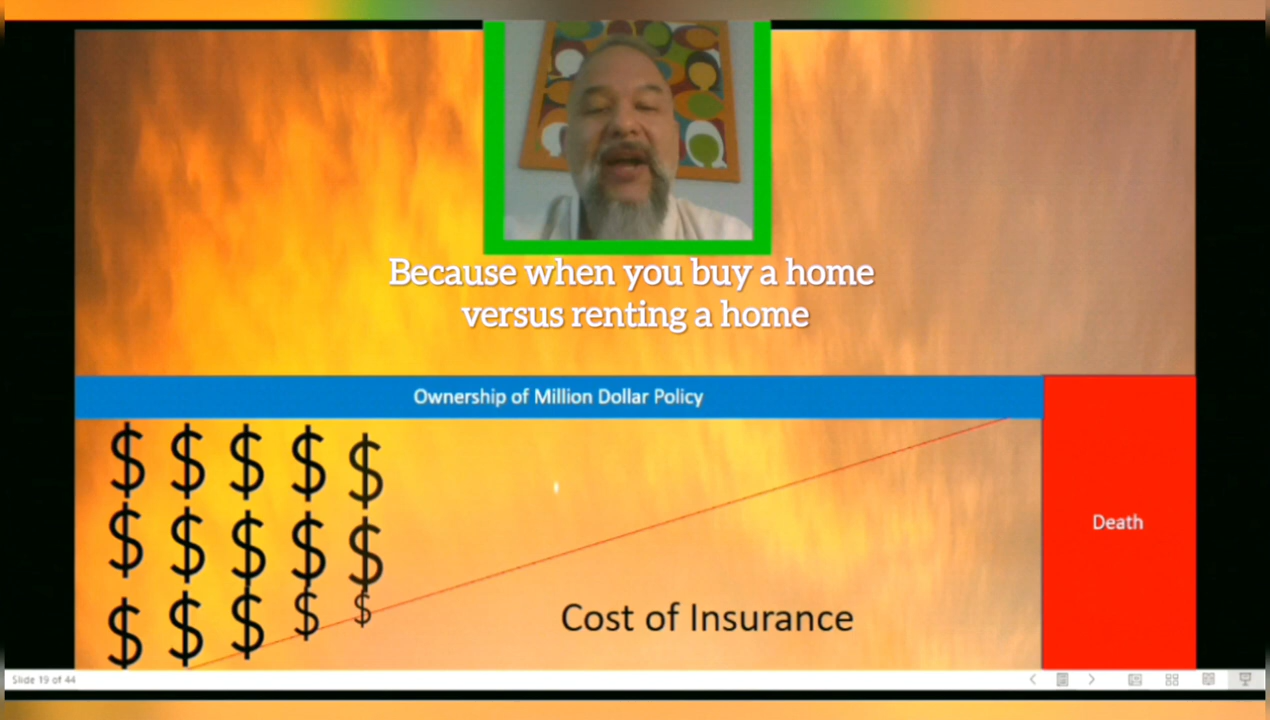 Because when you buy a home
versus renting a home
Ownership of Million Dollar Policy
$ $ $ $ $
$ $ $ $ $
$ $ $ $ $
Death
Cost of Insurance
Slide 19 of 44